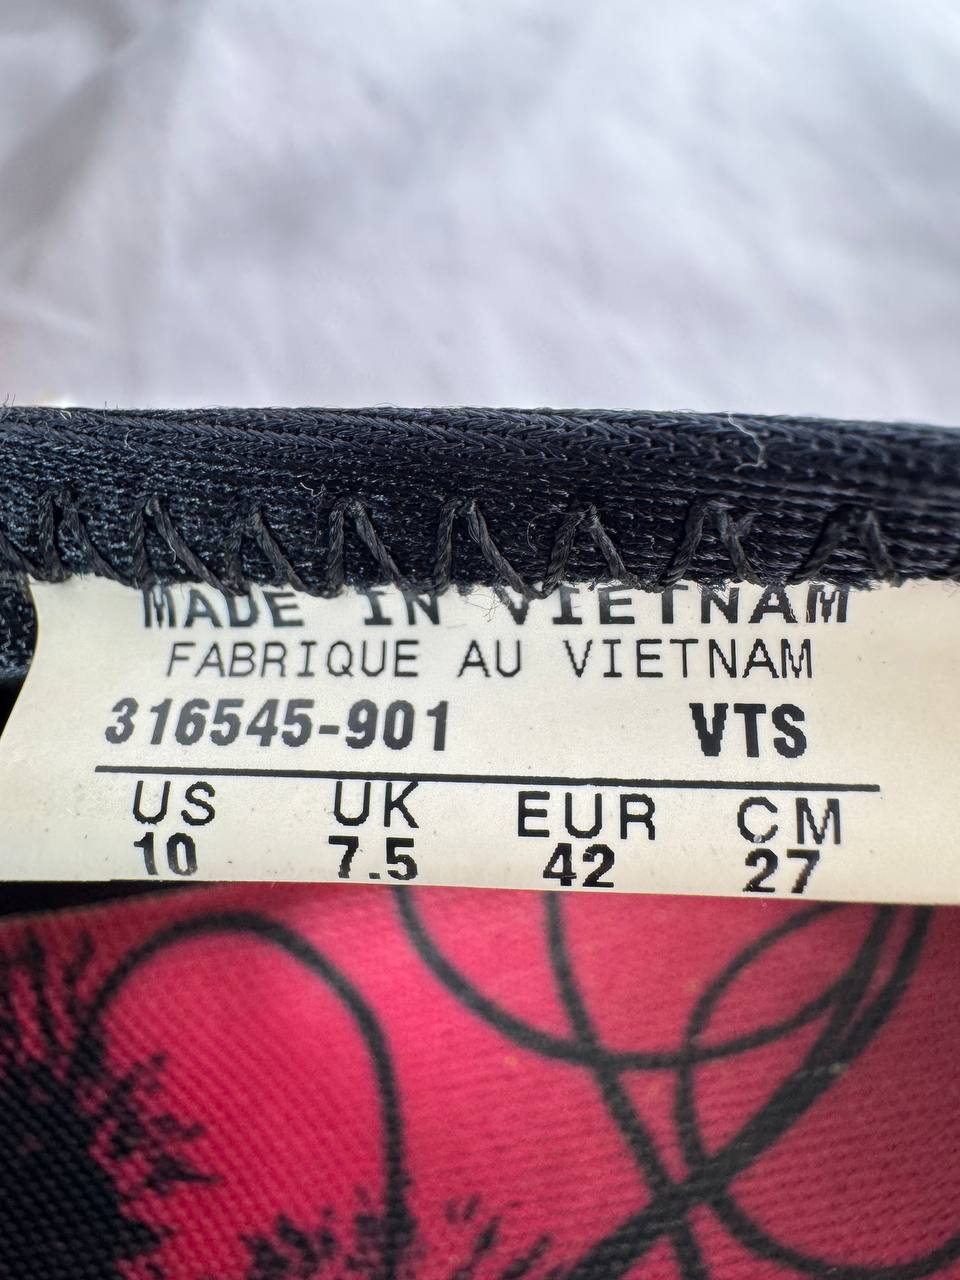 MADE IN VIETNAM
FABRIQUE AU VIETNAM
316545-901 VTS
US UK EUR CM
10 7.5 42 27